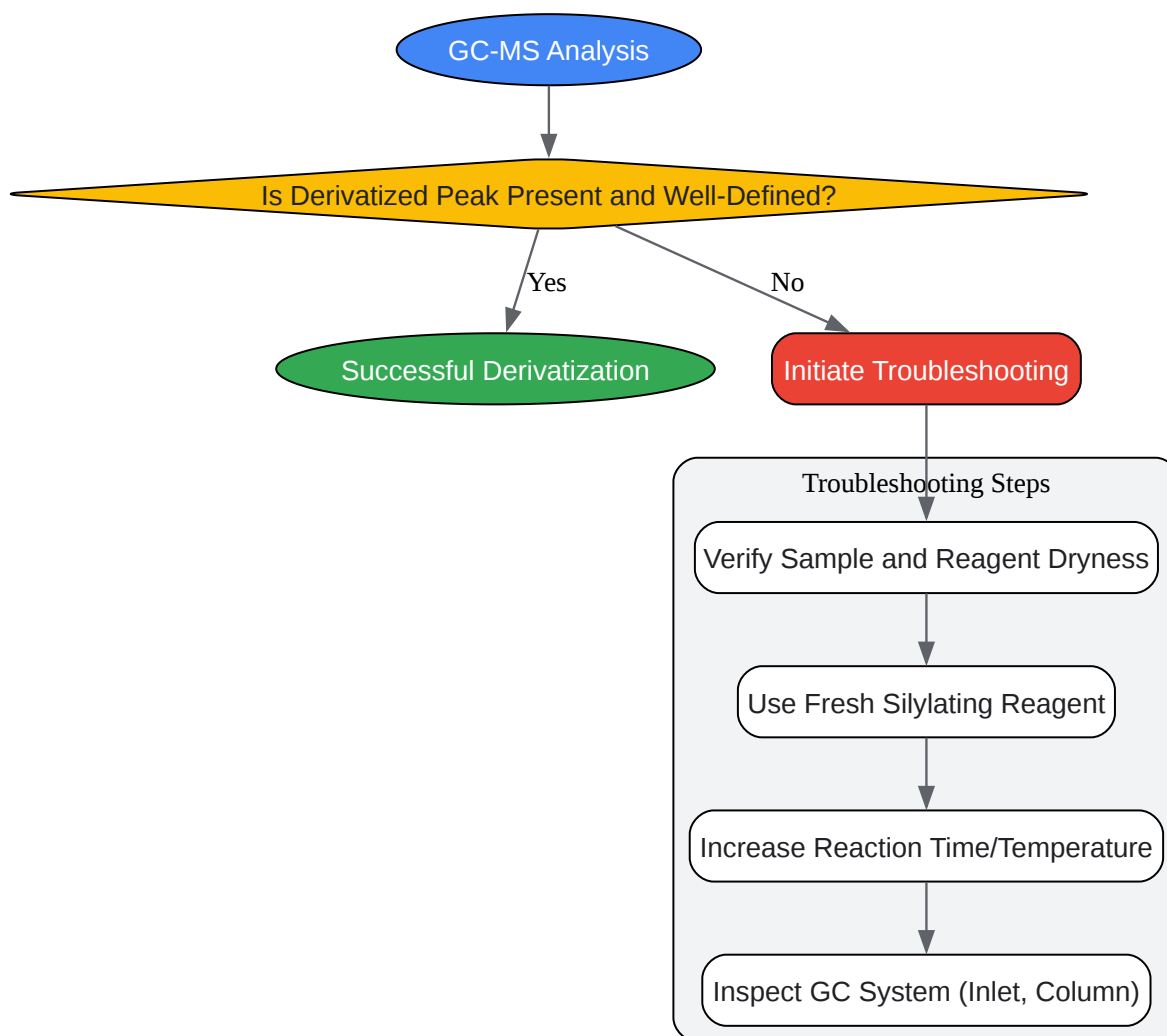 GC-MS Analysis
Is Derivatized Peak Present and Well-Defined?
Yes
No
Successful Derivatization
Initiate Troubleshooting
Troubleshooting Steps
Verify Sample and Reagent Dryness
Use Fresh Silylating Reagent
Increase Reaction Time/Temperature
Inspect GC System (Inlet, Column)